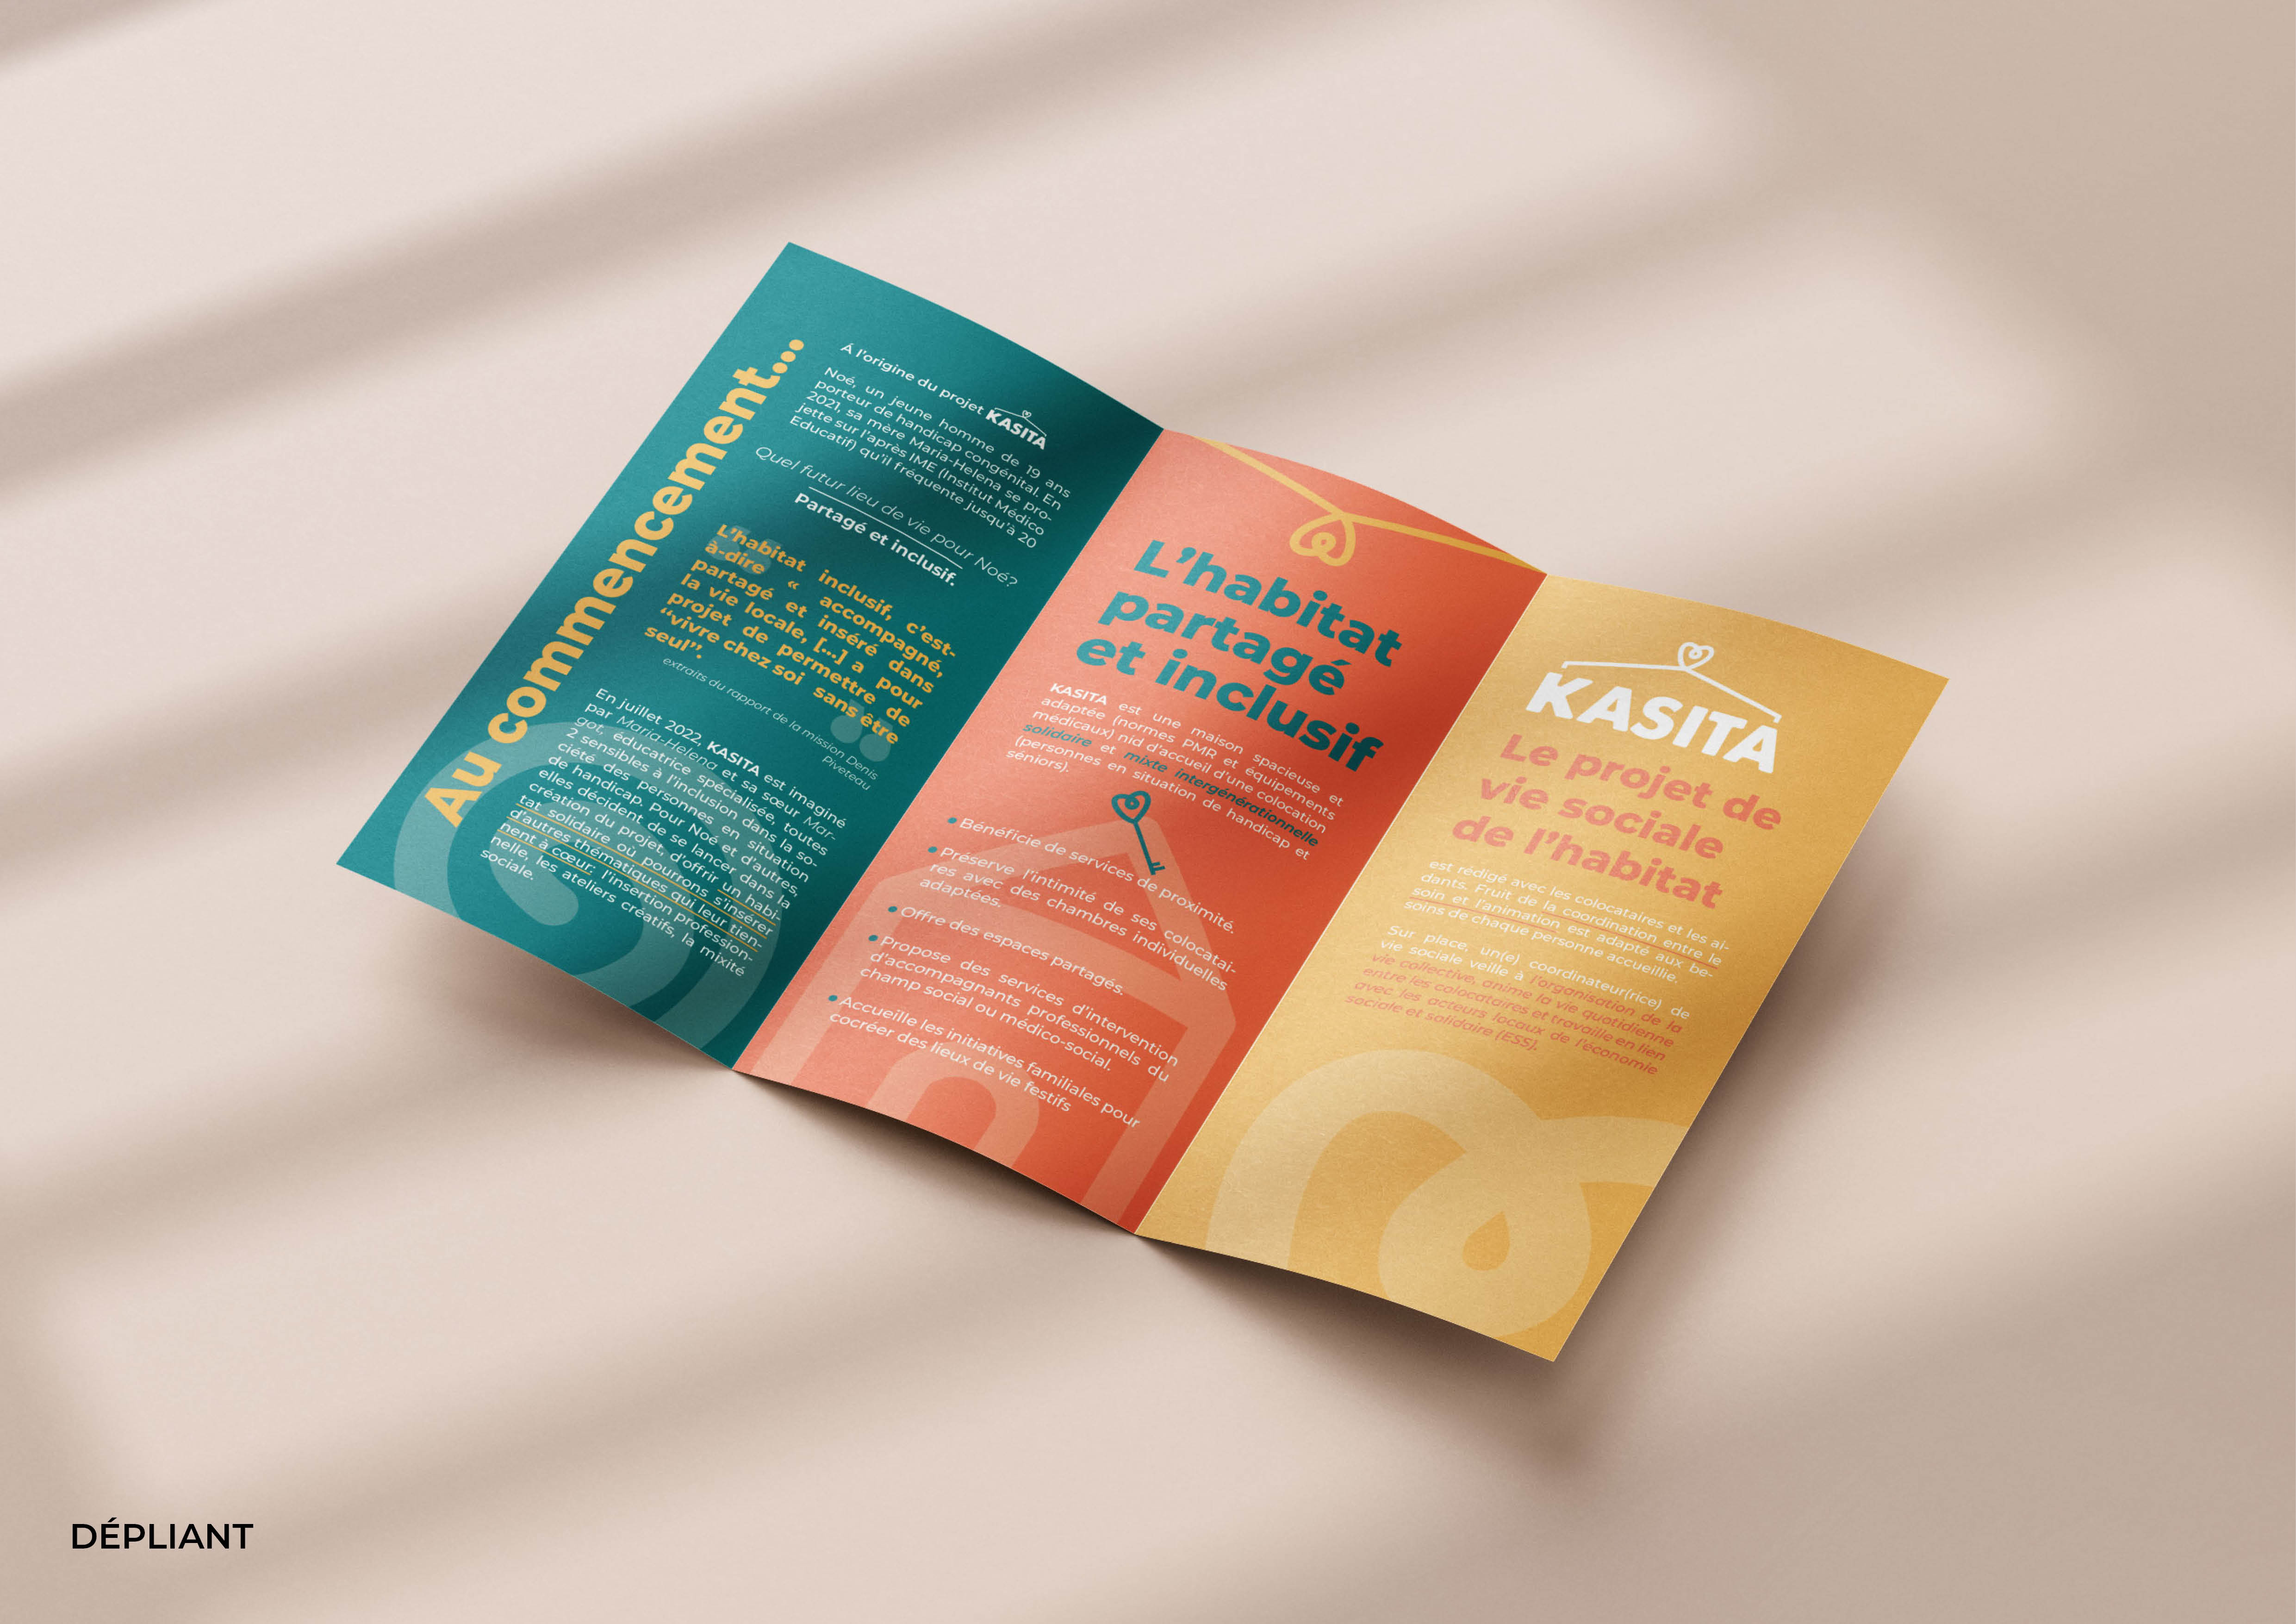 Au commencement...
Á l'origine du projet KASITA
Noé, un jeune homme de 19 ans
porteur de handicap congénital. En
2021, sa mère Maria-Helena se pro-
jette sur l'après IME (Institut Médico
Educatif) qu'il fréquente jusqu'à 20
Quel futur lieu de vie pour Noé?
Partagé et inclusif.
L'habitat inclusif, c'est-
à-dire « accompagné,
partagé et inséré dans
la vie locale, [...] a pour
projet de permettre de
“vivre chez soi sans être
seul”.
extraits du rapport de la mission Denis
Piveteau
En juillet 2022, KASITA est imaginé
par Maria-Helena et sa sœur Mar-
got, éducatrice spécialisée, toutes
2 sensibles à l'inclusion dans la so-
ciété des personnes en situation
de handicap. Pour Noé et d'autres,
elles décident de se lancer dans la
création du projet, d'offrir un habi-
tat solidaire où pourrons s'insérer
d'autres thématiques qui leur tien-
nent à cœur: l'insertion profession-
nelle, les ateliers créatifs, la mixité
sociale.
L'habitat
partagé
et inclusif
KASITA est une maison spacieuse et
adaptée (normes PMR et équipements
médicaux) nid d'accueil d'une colocation
solidaire et mixte intergénérationnelle
(personnes en situation de handicap et
séniors).
• Bénéficie de services de proximité.
• Préserve l'intimité de ses colocatai-
res avec des chambres individuelles
adaptées.
• Offre des espaces partagés.
• Propose des services d'intervention
d'accompagnants professionnels du
champ social ou médico-social.
• Accueille les initiatives familiales pour
cocréer des lieux de vie festifs
KASITA
Le projet de
vie sociale
de l'habitat
est rédigé avec les colocataires et les ai-
dants. Fruit de la coordination entre le
soin et l'animation est adapté aux be-
soins de chaque personne accueillie.
Sur place, un(e) coordinateur(rice) de
vie sociale veille à l'organisation de la
vie collective, anime la vie quotidienne
entre les colocataires et travaille en lien
avec les acteurs locaux de l'économie
sociale et solidaire (ESS).
DÉPLIANT